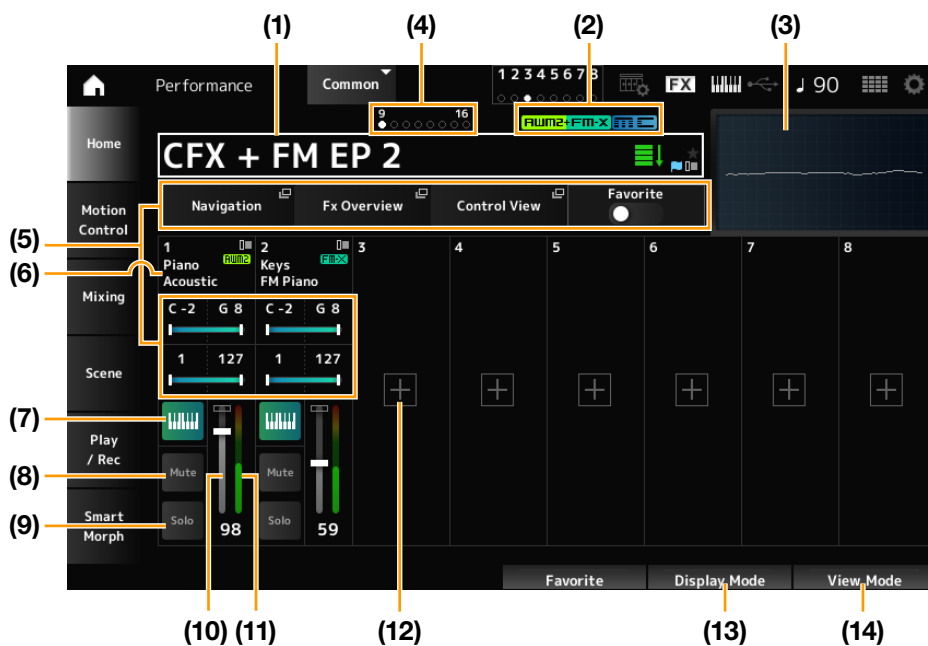 (1) (4) (2) (3)
Performance Common 1 2 3 4 5 6 7 8 FX 90
9 16 AWM2+FM-X MC
Home
CFX + FM EP 2
Navigation Fx Overview Control View Favorite
Motion
Control
(5)
1 2 3 4 5 6 7 8
AWM2 FM-X
Piano Keys
Acoustic FM Piano
(6)
Mixing
C -2 G 8 C -2 G 8
1 127 1 127
Scene
(7)
Play
/ Rec
(8)
Mute Mute
Smart
Morph
(9)
Solo Solo
98 59
Favorite Display Mode View Mode
(10) (11) (12) (13) (14)